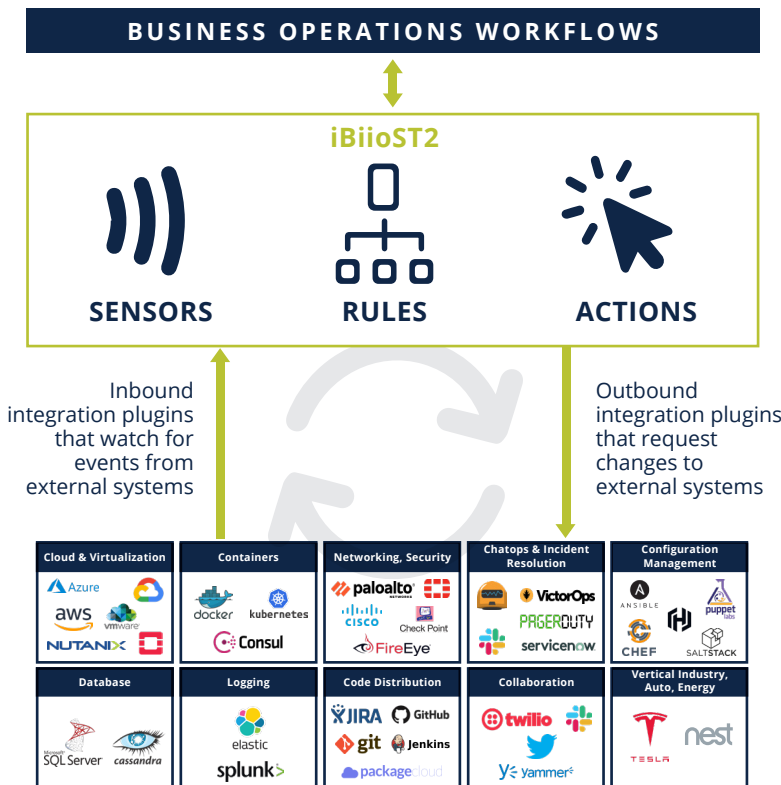 BUSINESS OPERATIONS WORKFLOWS
iBiioST2
SENSORS
RULES
ACTIONS
Inbound
integration plugins
that watch for
events from
external systems
Outbound
integration plugins
that request
changes to
external systems
Cloud & Virtualization
Azure
aws
vmware
NUTANIX
Containers
docker
kubernetes
Consul
Networking, Security
paloalto
NETWORKS
CISCO
Check Point
FireEye
Chatops & Incident
Resolution
VictorOps
PAGERDUTY
servicenow
Configuration
Management
ANSIBLE
puppet
labs
CHEF
SALTSTACK
Database
Microsoft
SQL Server
cassandra
Logging
elastic
splunk>
Code Distribution
JIRA
GitHub
git
Jenkins
packagecloud
Collaboration
twilio
yammer
Vertical Industry,
Auto, Energy
TESLA
nest